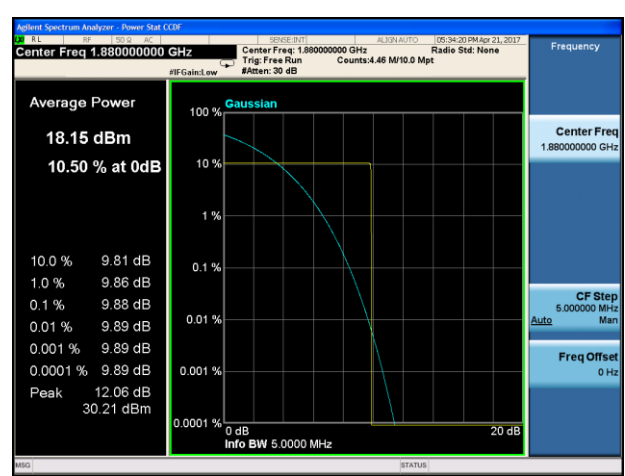 Agilent Spectrum Analyzer - Power Stat CCDF
RL RF 50 Ω AC SENSE:INT ALIGN AUTO 05:34:20 PM Apr 21, 2017
Center Freq 1.880000000 GHz
Center Freq: 1.880000000 GHz Radio Std: None
Trig: Free Run Counts:4.46 M/10.0 Mpt
#IFGain:Low #Atten: 30 dB
Frequency
Average Power
18.15 dBm
10.50 % at 0dB
10.0 % 9.81 dB
1.0 % 9.86 dB
0.1 % 9.88 dB
0.01 % 9.89 dB
0.001 % 9.89 dB
0.0001 % 9.89 dB
Peak 12.06 dB
30.21 dBm
Gaussian
100 %
10 %
1 %
0.1 %
0.01 %
0.001 %
0.0001 %
0 dB 20 dB
Info BW 5.0000 MHz
Center Freq
1.880000000 GHz
CF Step
5.000000 MHz
Auto Man
Freq Offset
0 Hz
MSG STATUS